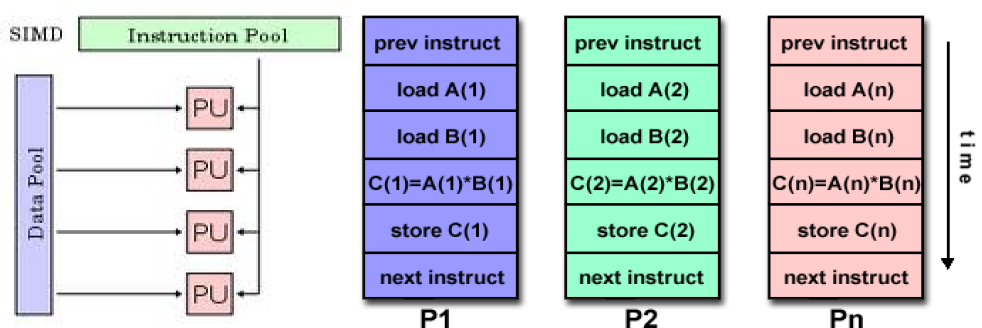 SIMD
Instruction Pool
Data Pool
PU
PU
PU
PU
prev instruct
load A(1)
load B(1)
C(1)=A(1)*B(1)
store C(1)
next instruct
P1
prev instruct
load A(2)
load B(2)
C(2)=A(2)*B(2)
store C(2)
next instruct
P2
prev instruct
load A(n)
load B(n)
C(n)=A(n)*B(n)
store C(n)
next instruct
Pn
time